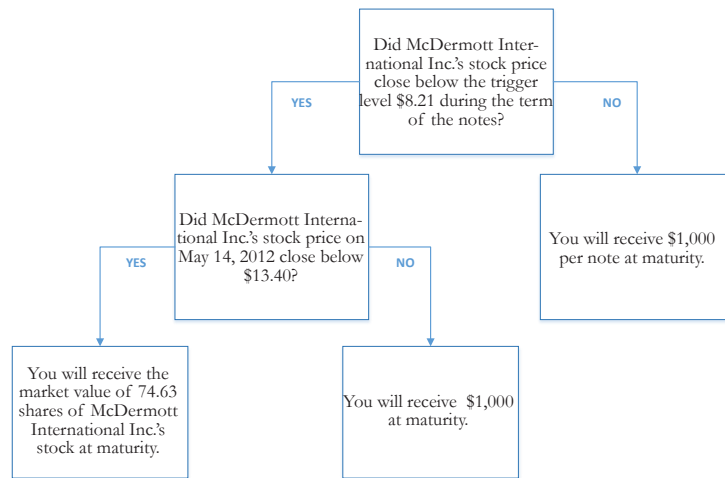 Did McDermott Inter-
national Inc.'s stock price
close below the trigger
level $8.21 during the term
of the notes?
YES
NO
Did McDermott Interna-
tional Inc.'s stock price on
May 14, 2012 close below
$13.40?
You will receive $1,000
per note at maturity.
YES
NO
You will receive the
market value of 74.63
shares of McDermott
International Inc.'s
stock at maturity.
You will receive $1,000
at maturity.